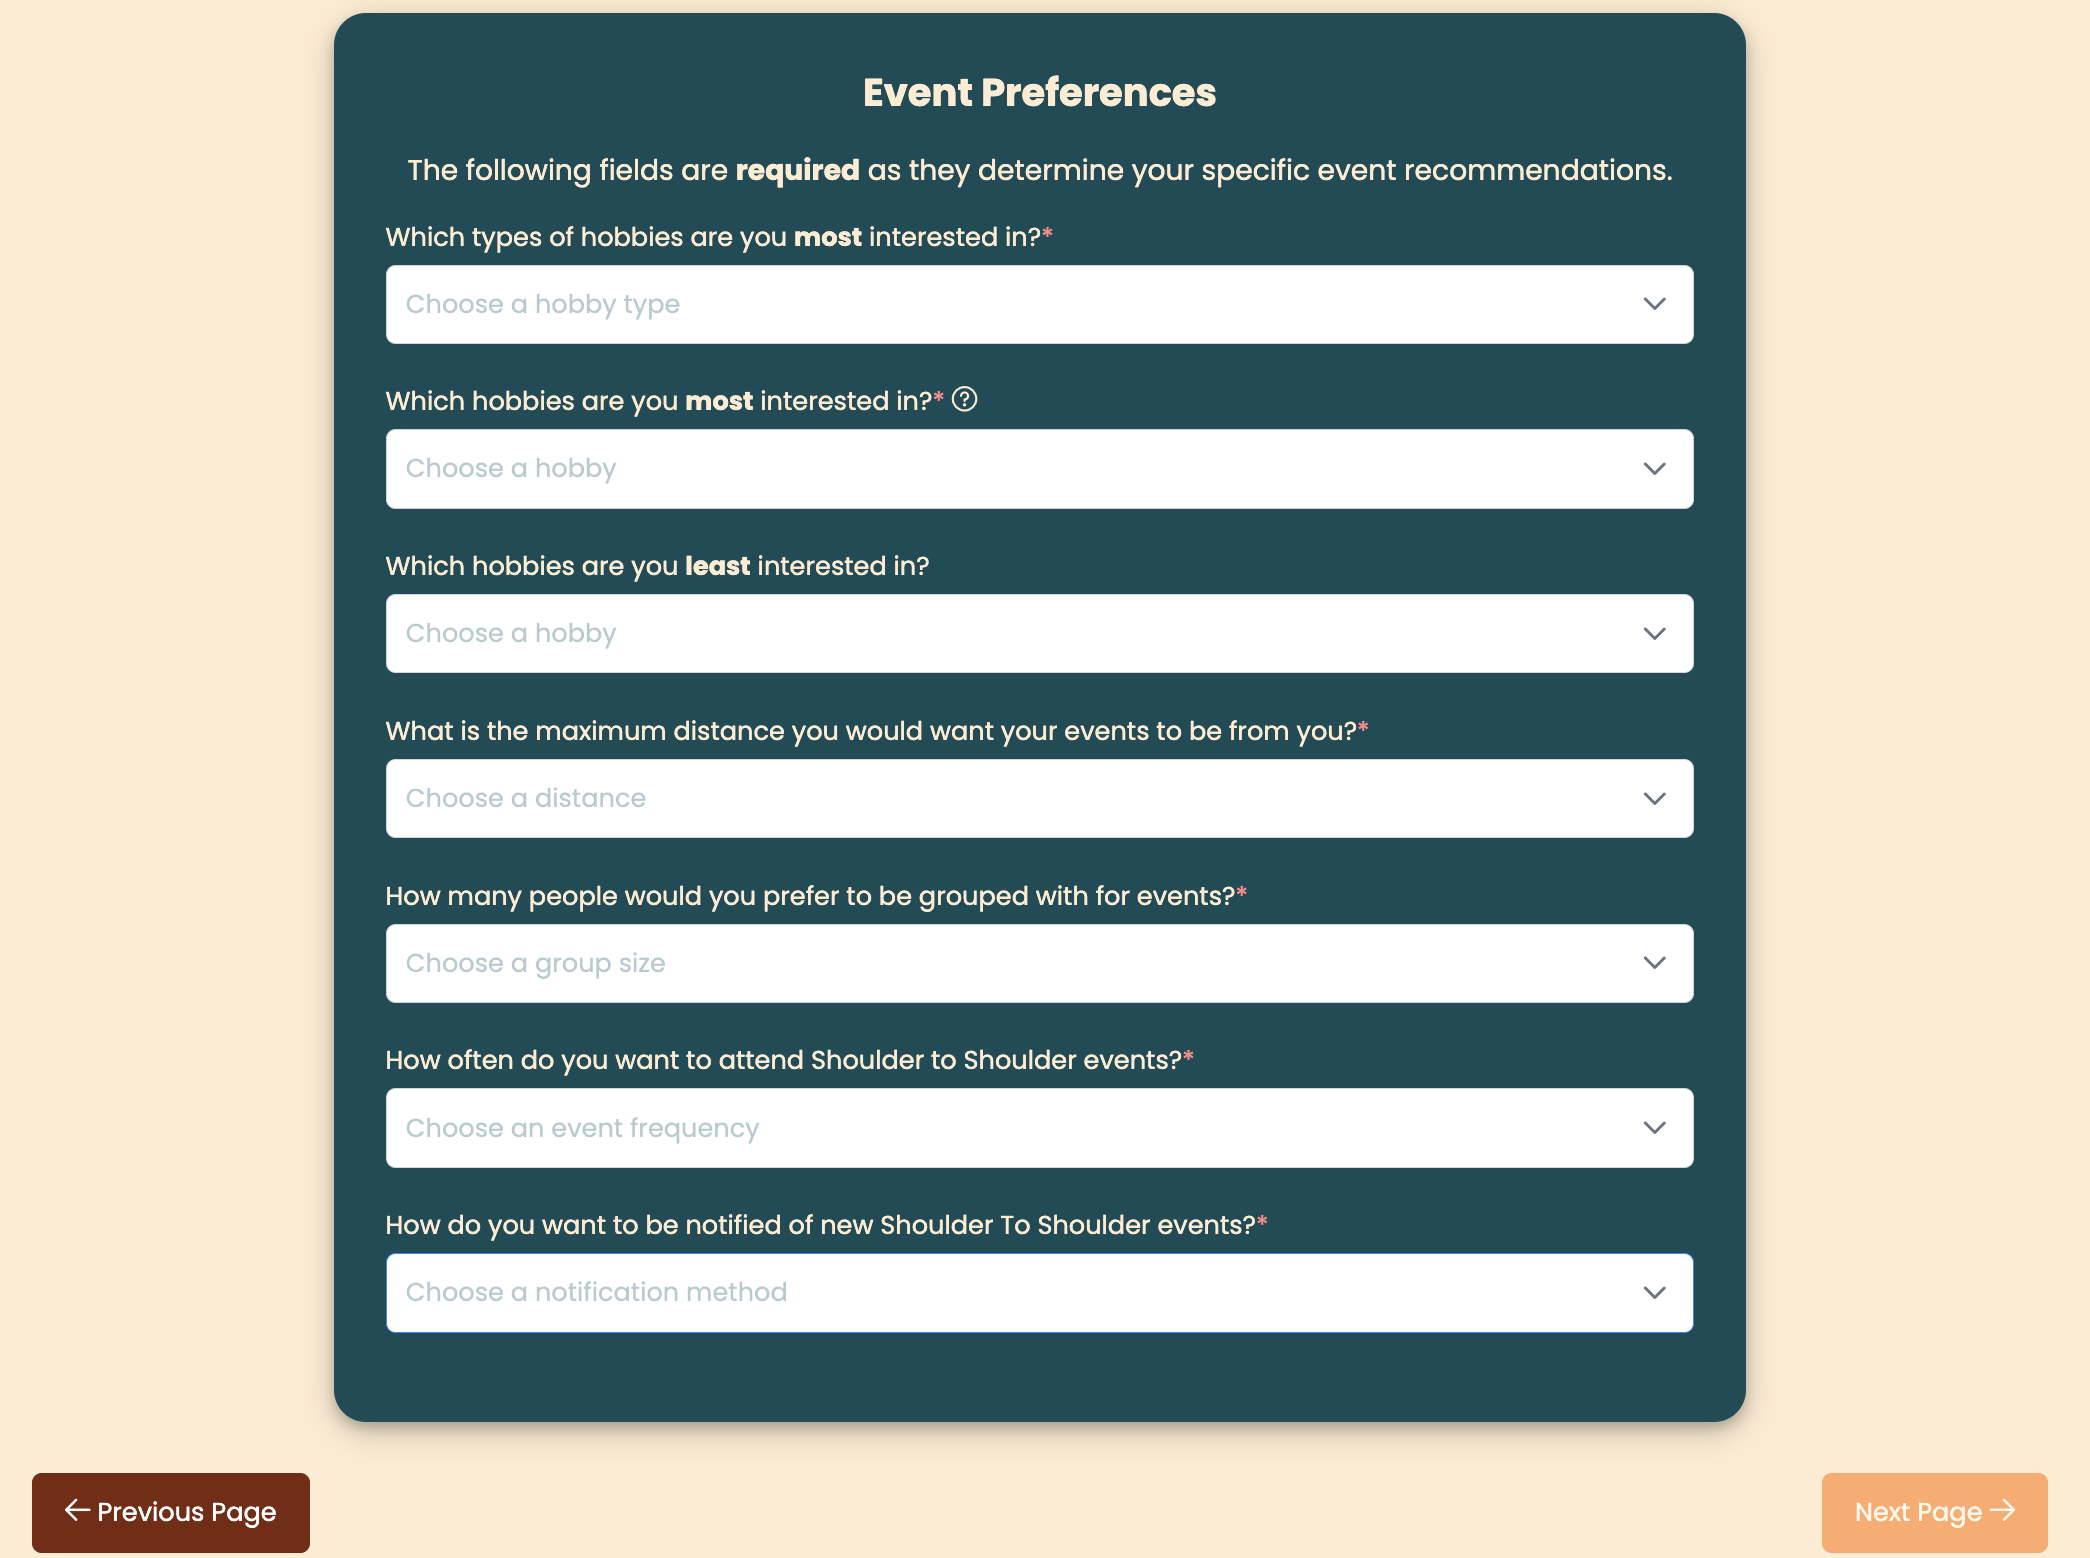 Event Preferences
The following fields are required as they determine your specific event recommendations.
Which types of hobbies are you most interested in?*
Choose a hobby type
Which hobbies are you most interested in?* ?
Choose a hobby
Which hobbies are you least interested in?
Choose a hobby
What is the maximum distance you would want your events to be from you?*
Choose a distance
How many people would you prefer to be grouped with for events?*
Choose a group size
How often do you want to attend Shoulder to Shoulder events?*
Choose an event frequency
How do you want to be notified of new Shoulder To Shoulder events?*
Choose a notification method
← Previous Page
Next Page →